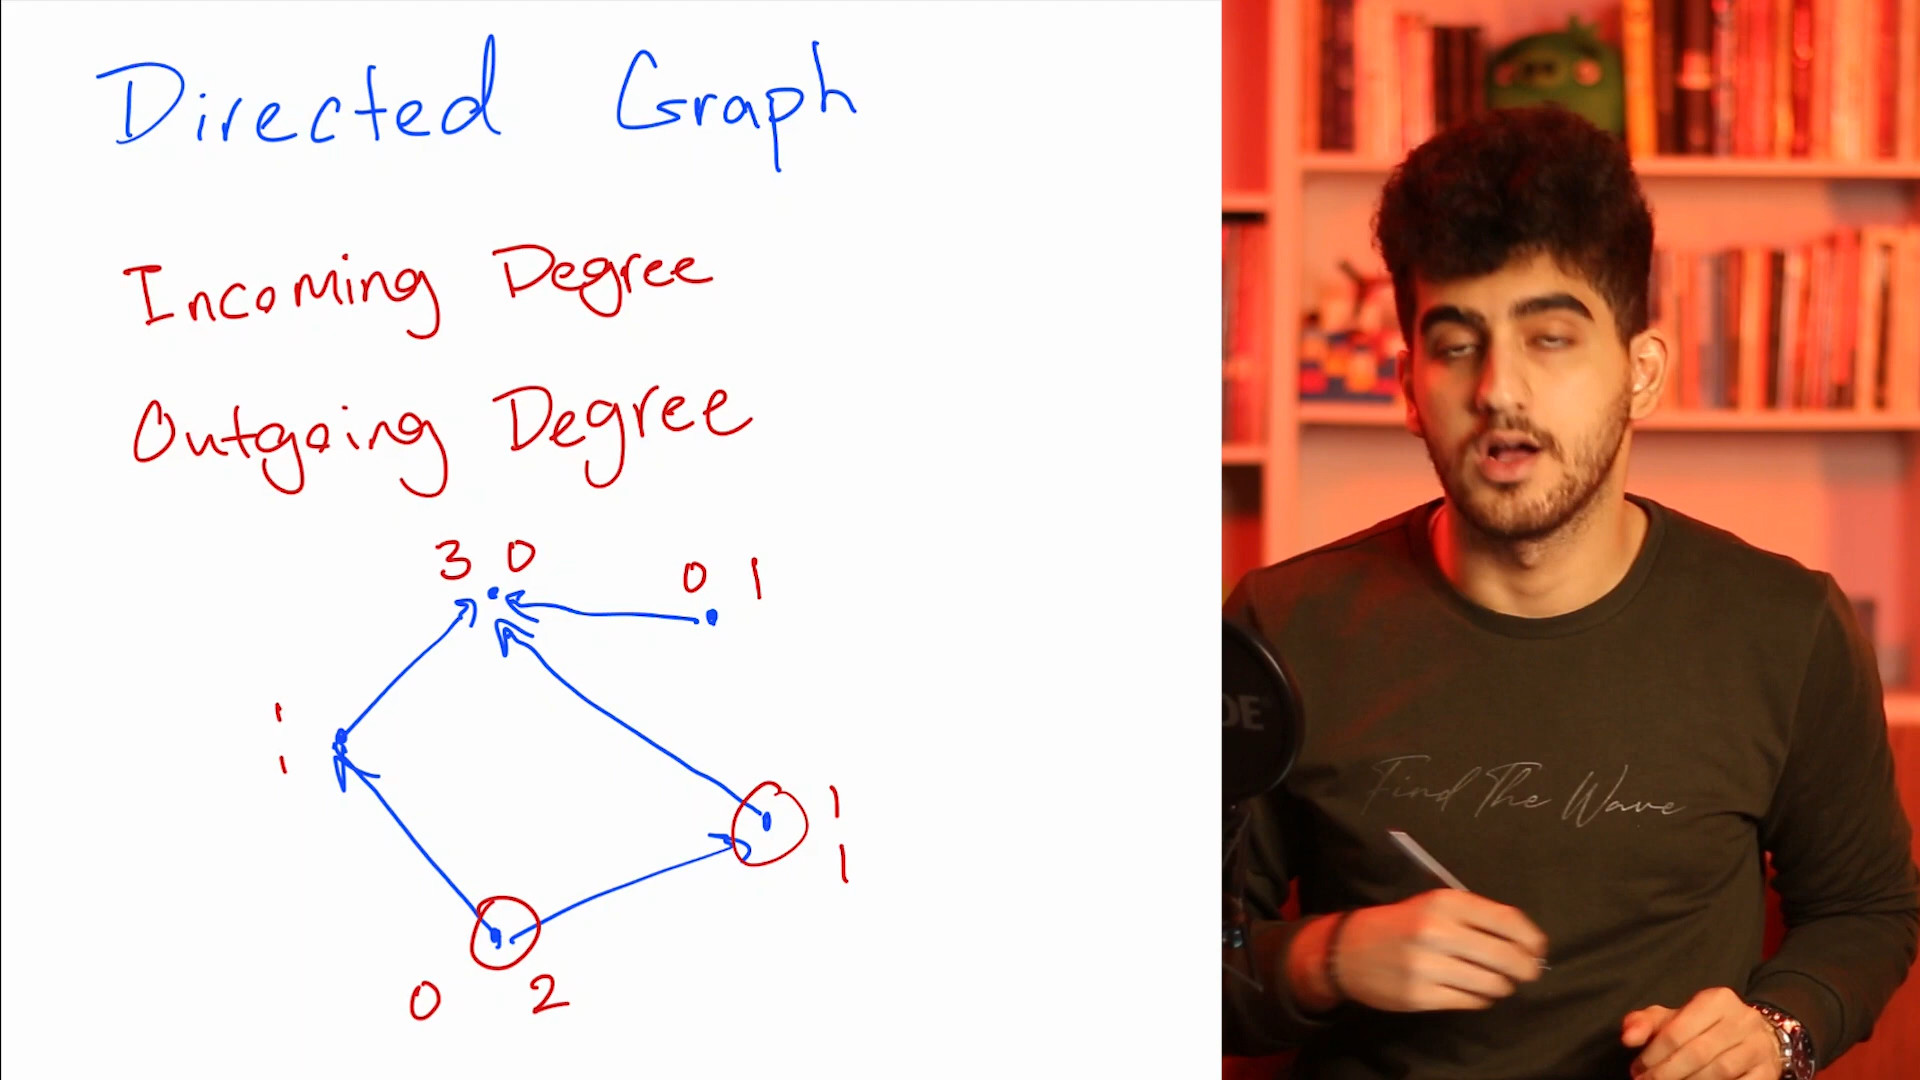 Directed Graph
Incoming Degree
Outgoing Degree
3 0
0 1
1
1
1
1
0 2
Find The Wave
DE